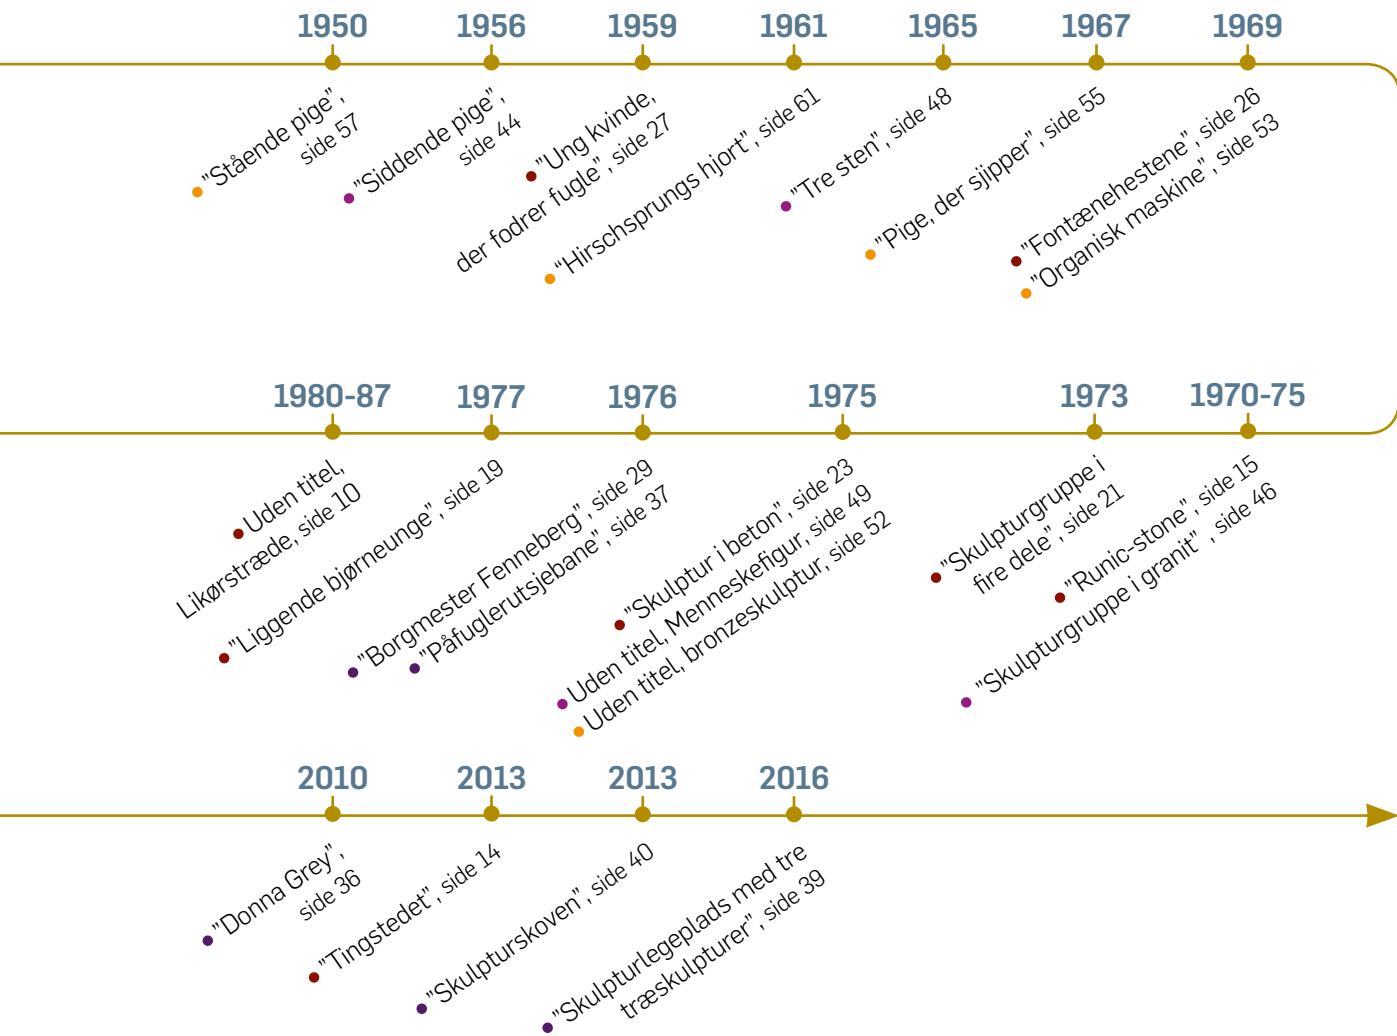 1950
1956
1959
1961
1965
1967
1969
"Stående pige",
side 57
"Siddende pige",
side 44
"Ung kvinde,
der fodrer fugle", side 27
"Hirschsprungs hjort", side 61
"Tre sten", side 48
"Pige, der sjipper", side 55
"Fontænehestene", side 26
"Organisk maskine", side 53
1980-87
1977
1976
1975
1973
1970-75
Uden titel,
Likørstræde, side 10
"Liggende bjørneunge", side 19
"Borgmester Fenneberg", side 29
"Påfuglerutsjebane", side 37
"Skulptur i beton", side 23
Uden titel, Menneskefigur, side 49
Uden titel, bronzeskulptur, side 52
"Skulpturgruppe i
fire dele", side 21
"Runic-stone", side 15
"Skulpturgruppe i granit" , side 46
2010
2013
2013
2016
"Donna Grey",
side 36
"Tingstedet", side 14
"Skulpturskoven", side 40
"Skulpturlegeplads med tre
træskulpturer", side 39